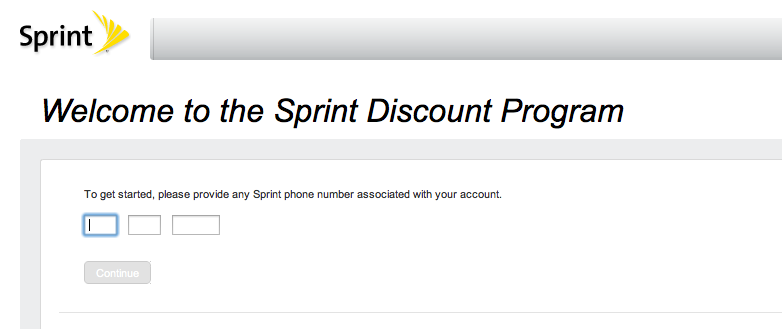 Sprint
Welcome to the Sprint Discount Program
To get started, please provide any Sprint phone number associated with your account.
Continue